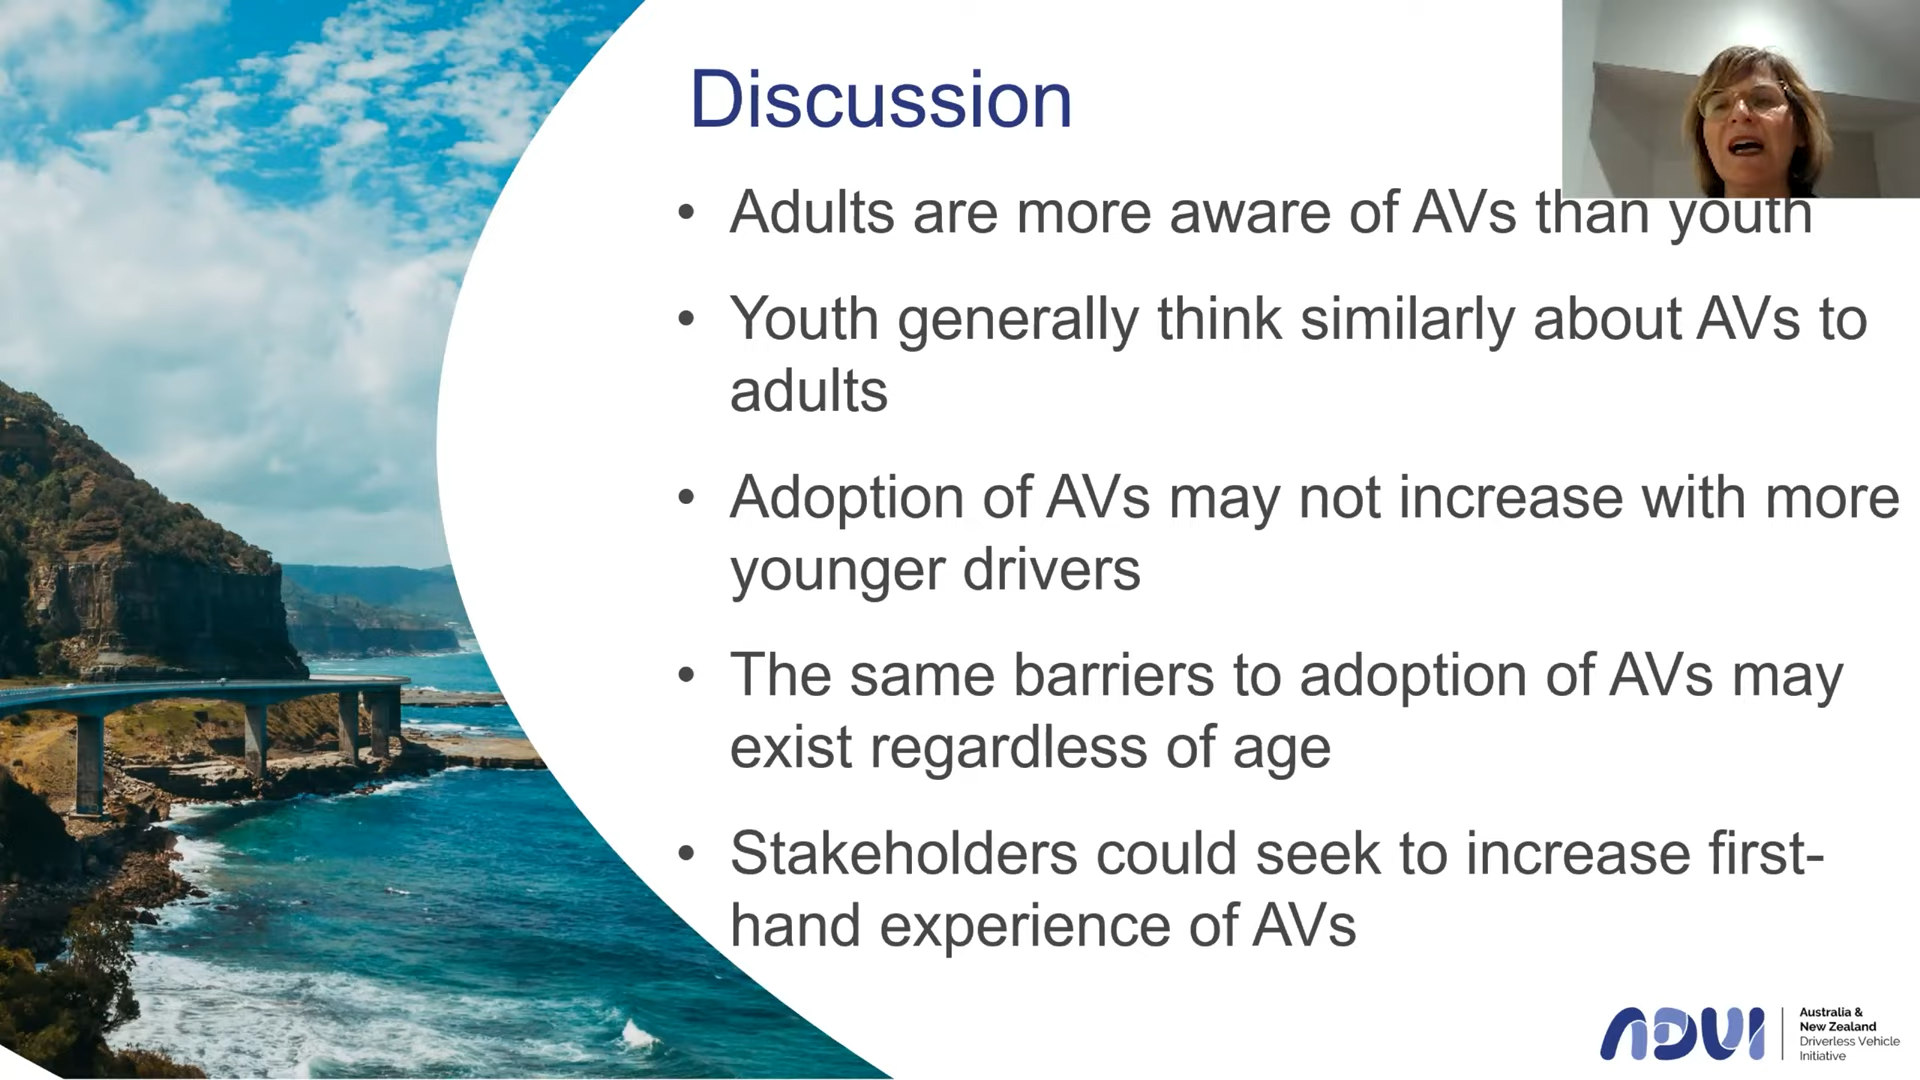 Discussion
• Adults are more aware of AVs than youth
• Youth generally think similarly about AVs to
adults
• Adoption of AVs may not increase with more
younger drivers
• The same barriers to adoption of AVs may
exist regardless of age
• Stakeholders could seek to increase first-
hand experience of AVs
ADVI
Australia &
New Zealand
Driverless Vehicle
Initiative